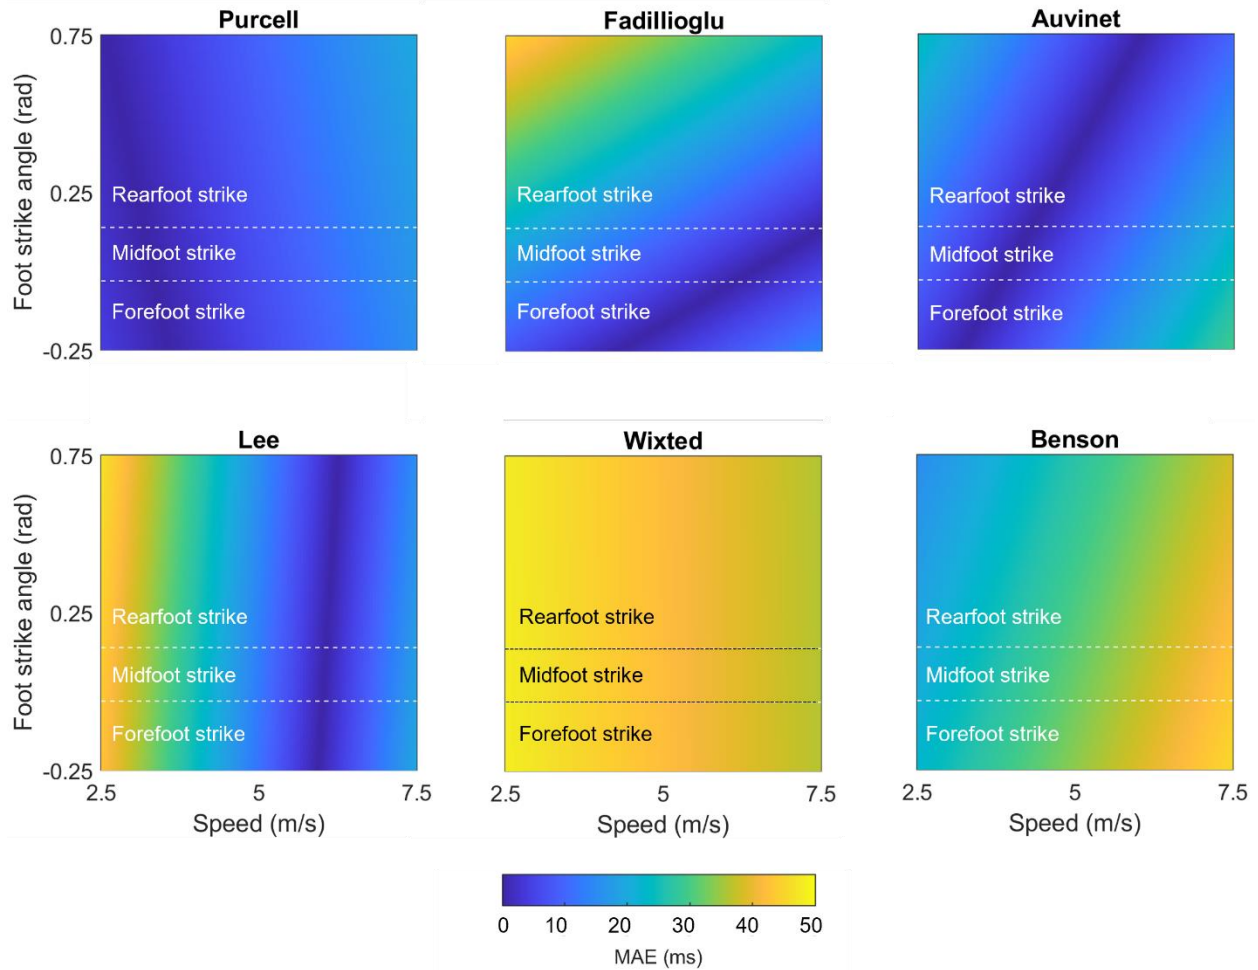 Purcell
Fadillioglu
Auvinet
Foot strike angle (rad)
0.75
0.25
-0.25
Rearfoot strike
Midfoot strike
Forefoot strike
Rearfoot strike
Midfoot strike
Forefoot strike
Rearfoot strike
Midfoot strike
Forefoot strike
Lee
Wixted
Benson
Foot strike angle (rad)
0.75
0.25
-0.25
Rearfoot strike
Midfoot strike
Forefoot strike
Rearfoot strike
Midfoot strike
Forefoot strike
Rearfoot strike
Midfoot strike
Forefoot strike
2.5 5 7.5
2.5 5 7.5
2.5 5 7.5
Speed (m/s)
Speed (m/s)
Speed (m/s)
0 10 20 30 40 50
MAE (ms)